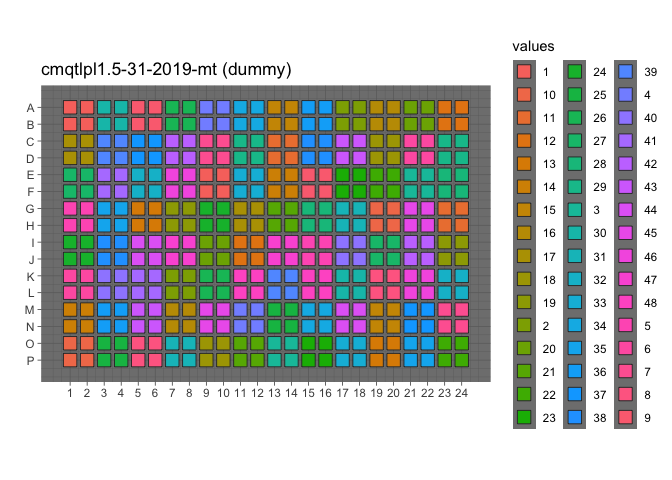 cmqtlpl1.5-31-2019-mt (dummy)
A
B
C
D
E
F
G
H
I
J
K
L
M
N
O
P
1 2 3 4 5 6 7 8 9 10 11 12 13 14 15 16 17 18 19 20 21 22 23 24
values
1 24 39
10 25 4
11 26 40
12 27 41
13 28 42
14 29 43
15 3 44
16 30 45
17 31 46
18 32 47
19 33 48
2 34 5
20 35 6
21 36 7
22 37 8
23 38 9